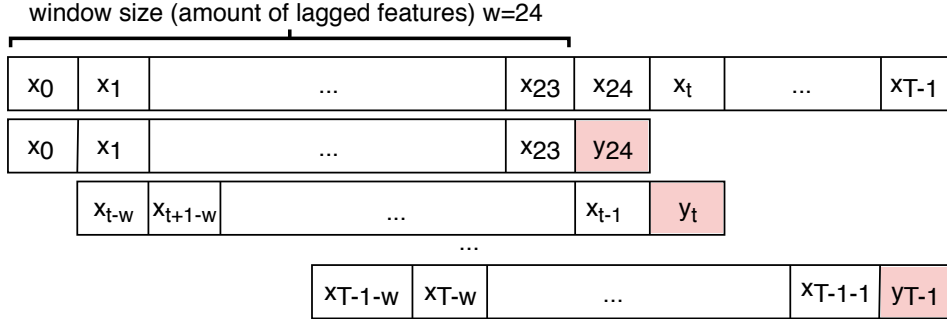 window size (amount of lagged features) w=24
x0 x1 ... x23 x24 xt ... xT-1
x0 x1 ... x23 y24
xt-w xt+1-w ... xt-1 yt
...
xT-1-w xT-w ... xT-1-1 yT-1